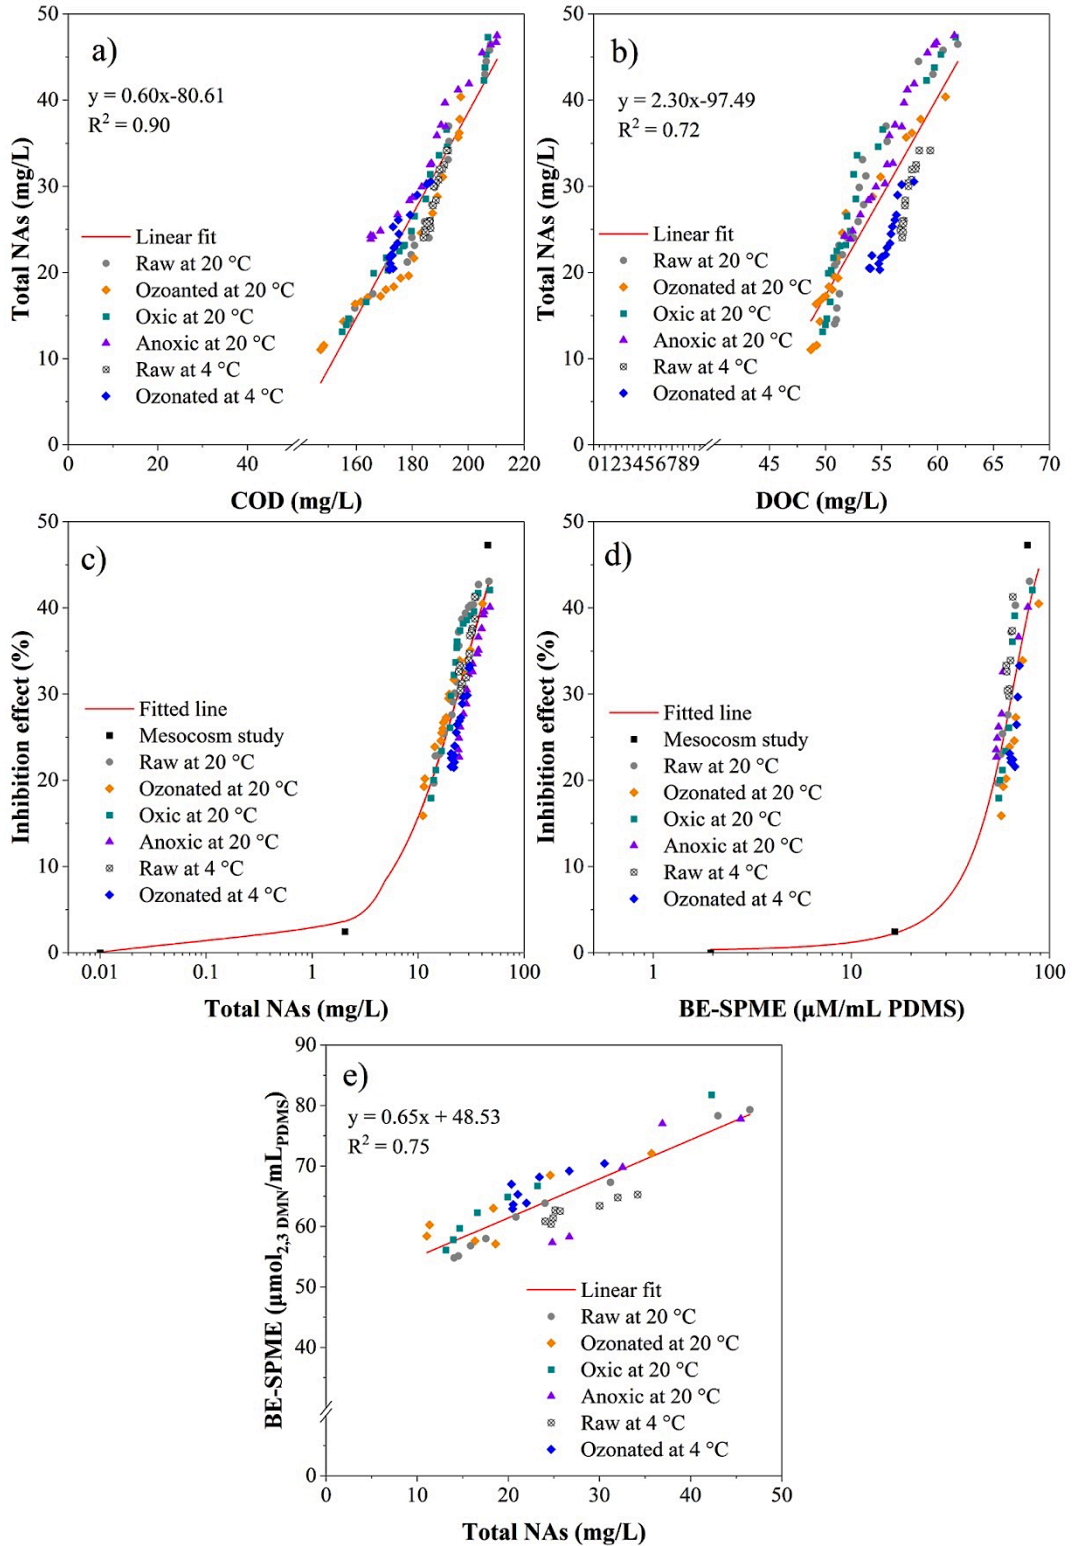 a)
y = 0.60x-80.61
R² = 0.90
Total NAs (mg/L)
50
40
30
20
10
0
Linear fit
Raw at 20 °C
Ozoanted at 20 °C
Oxic at 20 °C
Anoxic at 20 °C
Raw at 4 °C
Ozonated at 4 °C
0 20 40 160 180 200 220
COD (mg/L)
b)
y = 2.30x-97.49
R² = 0.72
Total NAs (mg/L)
50
40
30
20
10
0
Linear fit
Raw at 20 °C
Ozonated at 20 °C
Oxic at 20 °C
Anoxic at 20 °C
Raw at 4 °C
Ozonated at 4 °C
0 1 2 3 4 5 6 7 8 9 45 50 55 60 65 70
DOC (mg/L)
c)
Inhibition effect (%)
50
40
30
20
10
0
Fitted line
Mesocosm study
Raw at 20 °C
Ozonated at 20 °C
Oxic at 20 °C
Anoxic at 20 °C
Raw at 4 °C
Ozonated at 4 °C
0.01 0.1 1 10 100
Total NAs (mg/L)
d)
Inhibition effect (%)
50
40
30
20
10
0
Fitted line
Mesocosm study
Raw at 20 °C
Ozonated at 20 °C
Oxic at 20 °C
Anoxic at 20 °C
Raw at 4 °C
Ozonated at 4 °C
1 10 100
BE-SPME (µM/mL PDMS)
e)
y = 0.65x + 48.53
R² = 0.75
BE-SPME (µmol2,3 DMN/mLPDMS)
90
80
70
60
50
40
0
Linear fit
Raw at 20 °C
Ozonated at 20 °C
Oxic at 20 °C
Anoxic at 20 °C
Raw at 4 °C
Ozonated at 4 °C
0 10 20 30 40 50
Total NAs (mg/L)